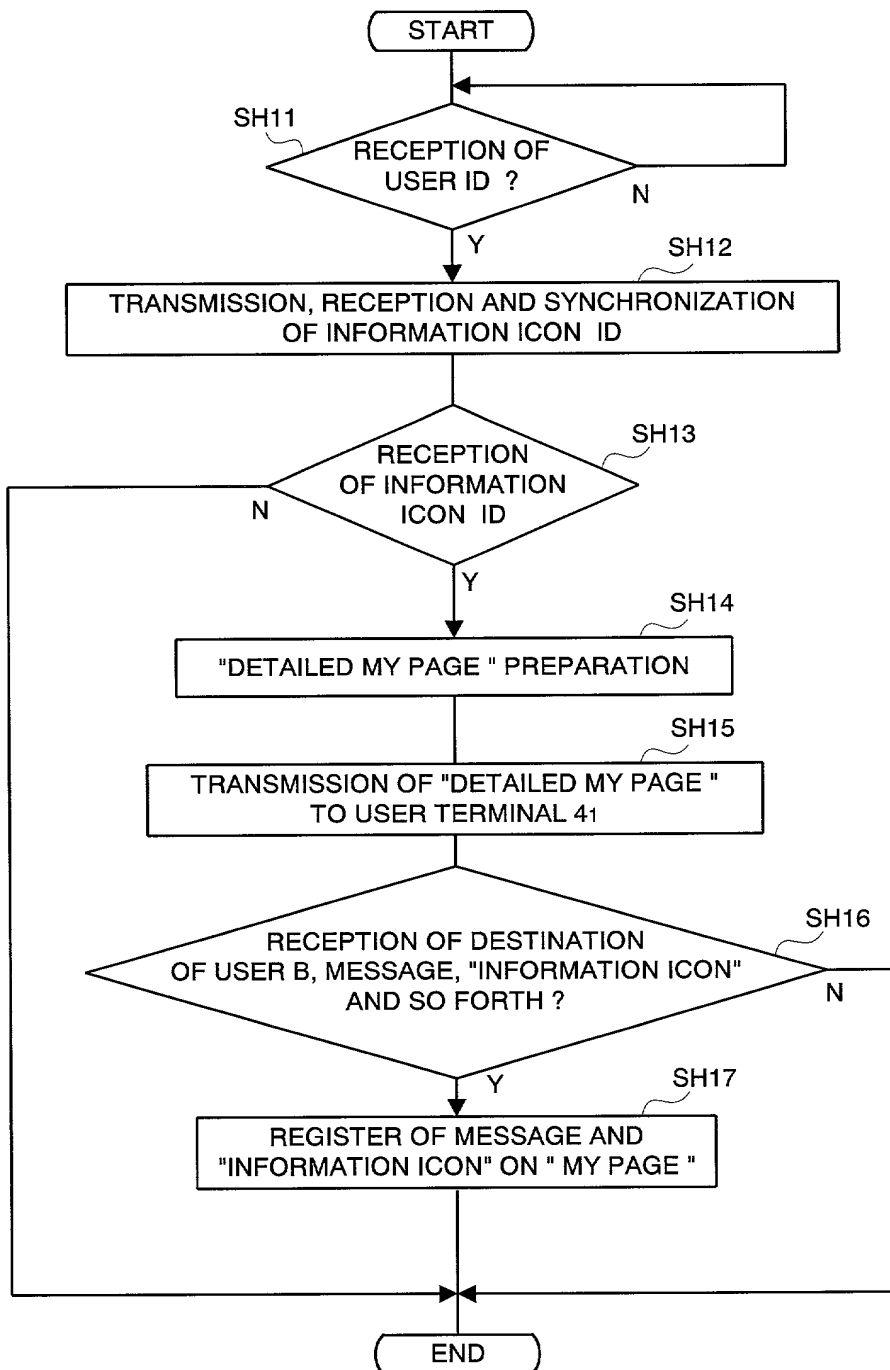 START
SH11
RECEPTION OF
USER ID ?
N
Y
SH12
TRANSMISSION, RECEPTION AND SYNCHRONIZATION
OF INFORMATION ICON ID
SH13
RECEPTION
OF INFORMATION
ICON ID
N
Y
SH14
"DETAILED MY PAGE " PREPARATION
SH15
TRANSMISSION OF "DETAILED MY PAGE "
TO USER TERMINAL 41
SH16
RECEPTION OF DESTINATION
OF USER B, MESSAGE, "INFORMATION ICON"
AND SO FORTH ?
N
Y
SH17
REGISTER OF MESSAGE AND
"INFORMATION ICON" ON " MY PAGE "
END